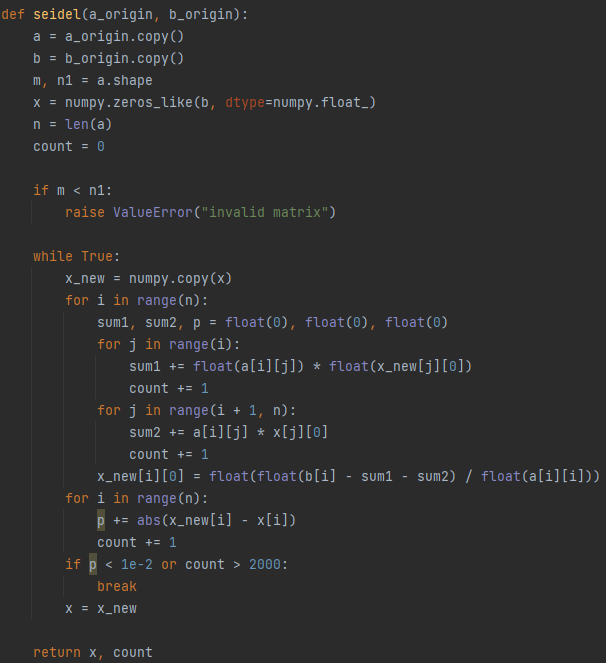 def seidel(a_origin, b_origin):
    a = a_origin.copy()
    b = b_origin.copy()
    m, n1 = a.shape
    x = numpy.zeros_like(b, dtype=numpy.float_)
    n = len(a)
    count = 0

    if m < n1:
        raise ValueError("invalid matrix")

    while True:
        x_new = numpy.copy(x)
        for i in range(n):
            sum1, sum2, p = float(0), float(0), float(0)
            for j in range(i):
                sum1 += float(a[i][j]) * float(x_new[j][0])
                count += 1
            for j in range(i + 1, n):
                sum2 += a[i][j] * x[j][0]
                count += 1
            x_new[i][0] = float(float(b[i] - sum1 - sum2) / float(a[i][i]))
        for i in range(n):
            p += abs(x_new[i] - x[i])
            count += 1
        if p < 1e-2 or count > 2000:
            break
        x = x_new

    return x, count